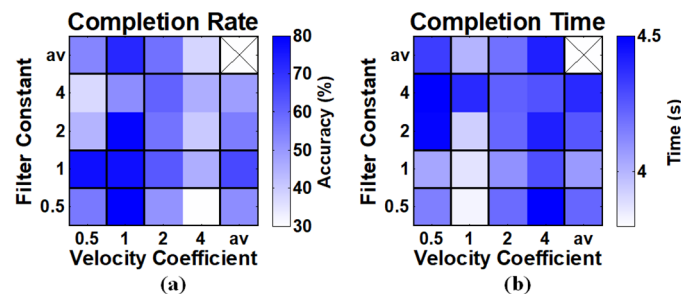 Completion Rate
Filter Constant
av
4
2
1
0.5
0.5 1 2 4 av
Velocity Coefficient
80
70
60
50
40
30
Accuracy (%)
(a)
Completion Time
Filter Constant
av
4
2
1
0.5
0.5 1 2 4 av
Velocity Coefficient
4.5
4
Time (s)
(b)